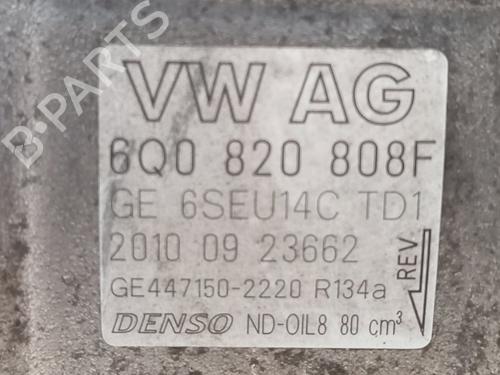 VW AG
6Q0 820 808F
GE 6SEU14C TD1
2010 09 23662
GE447150-2220 R134a
REV
DENSO ND-OIL8 80 cm³